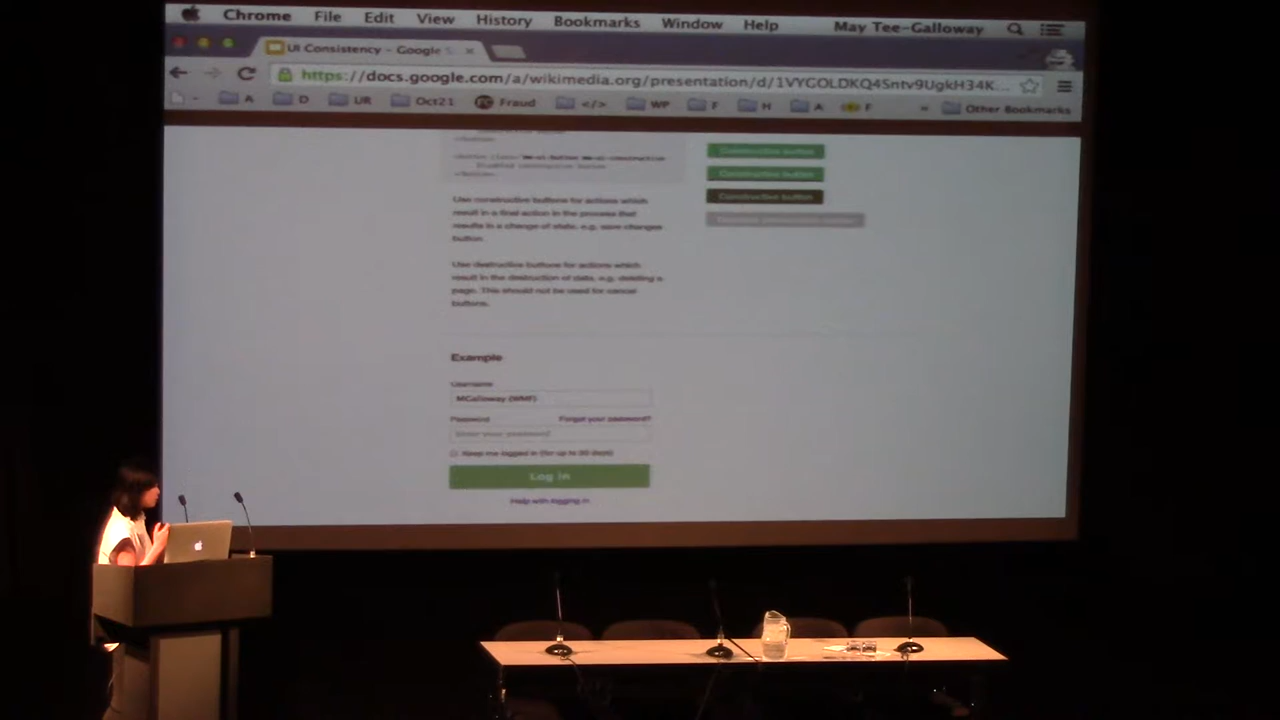 Chrome File Edit View History Bookmarks Window Help May Tee-Galloway
UI Consistency - Google S
https://docs.google.com/a/wikimedia.org/presentation/d/1VYGOLDKQ4Sntv9UgkH34K...
A D UR Oct21 Fraud </> WP F H A F » Other Bookmarks
Constructive button
Constructive button
Constructive button
Use constructive buttons for actions which
result in a final action in the process that
results in a change of state, e.g. save changes
button.
Use destructive buttons for actions which
result in the destruction of data, e.g. deleting a
page. This should not be used for cancel
buttons.
Example
Username
MGalloway (WMF)
Password Forgot your password?
Enter your password
Keep me logged in (for up to 30 days)
Log in
Help with logging in